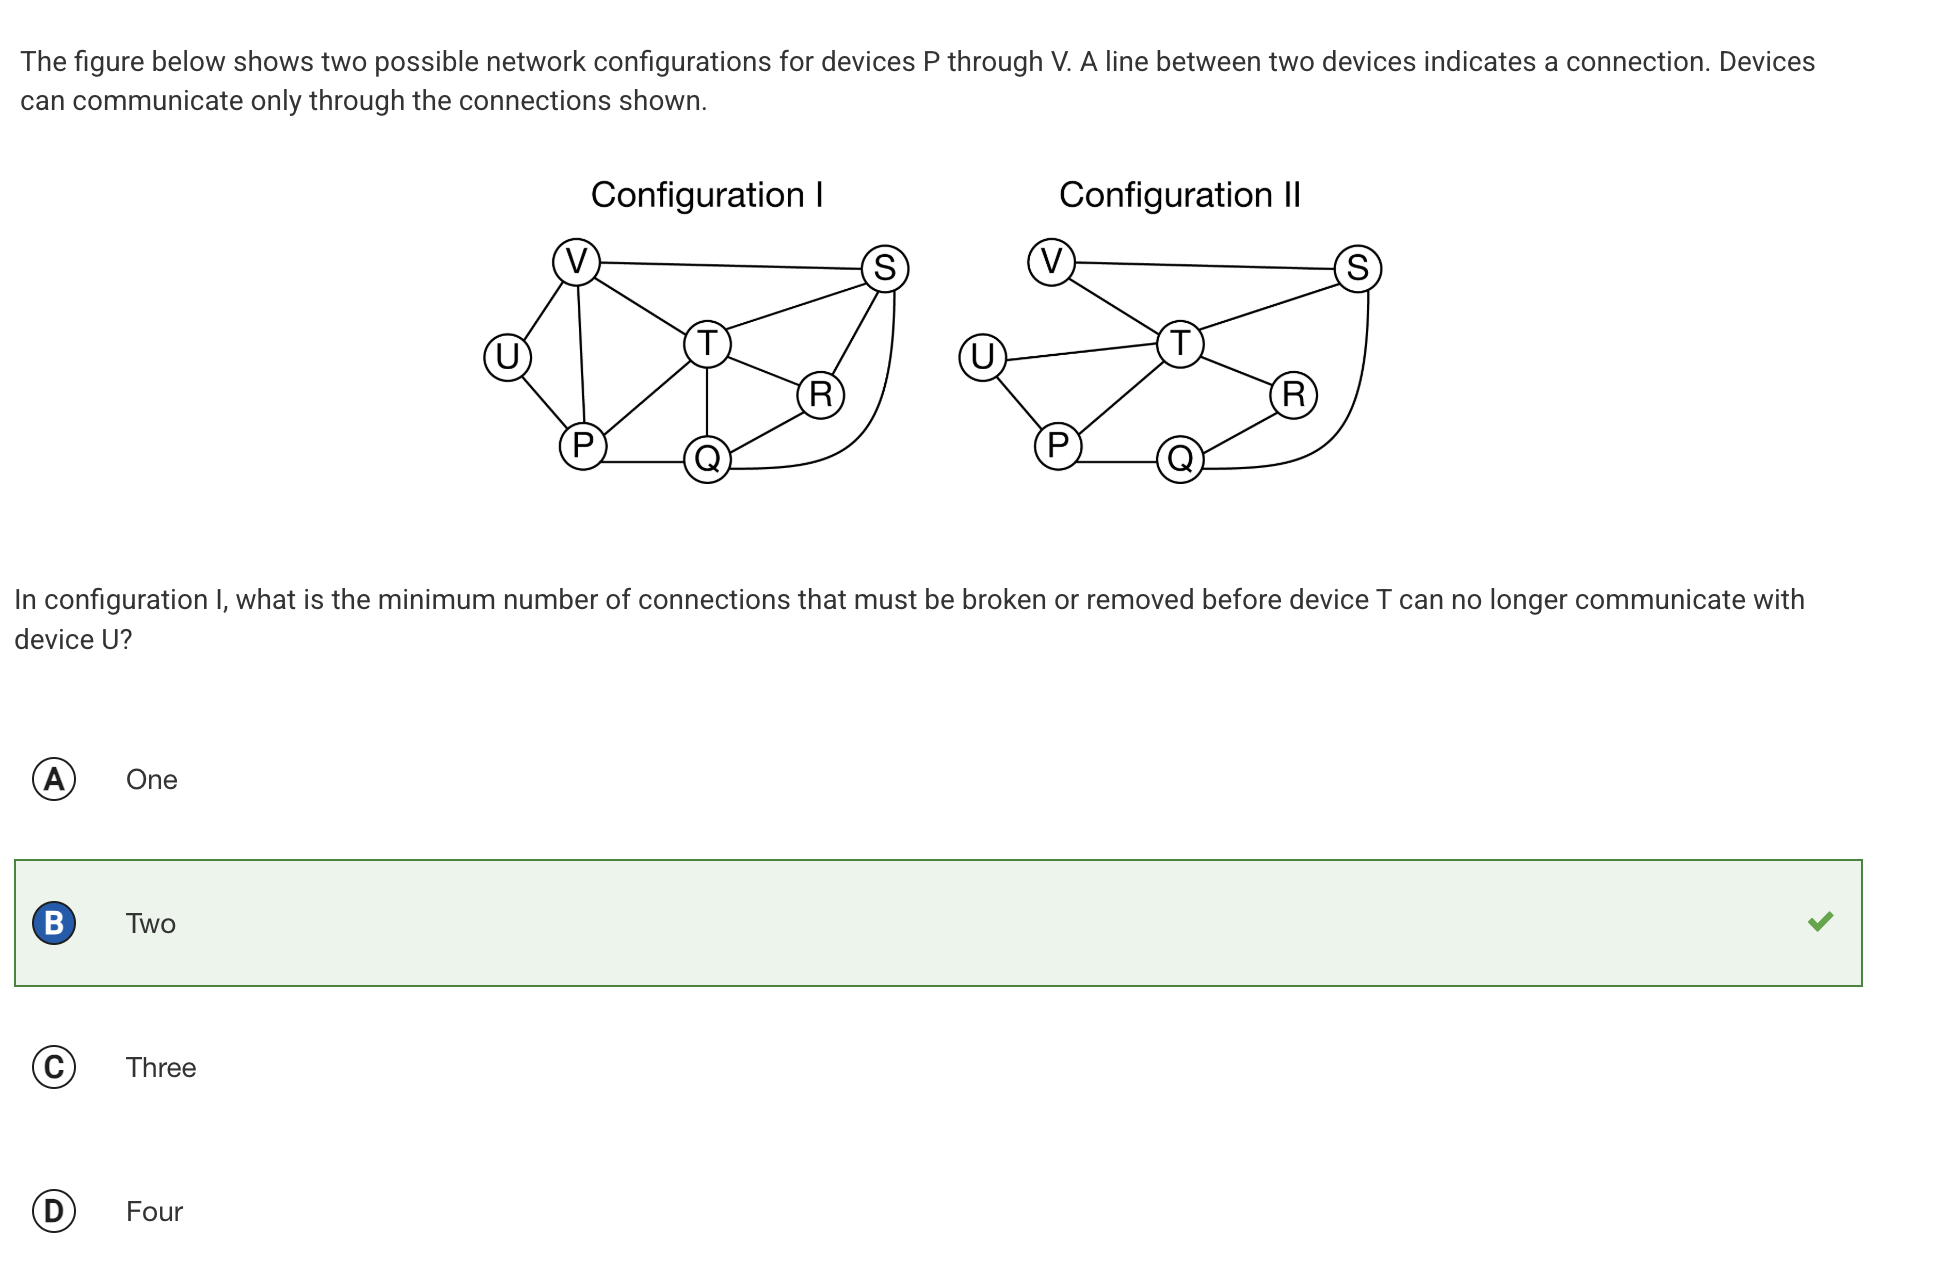 The figure below shows two possible network configurations for devices P through V. A line between two devices indicates a connection. Devices
can communicate only through the connections shown.
Configuration I
Configuration II
V
S
T
U
R
P
Q
V
S
T
U
R
P
Q
In configuration I, what is the minimum number of connections that must be broken or removed before device T can no longer communicate with
device U?
A One
B Two
C Three
D Four